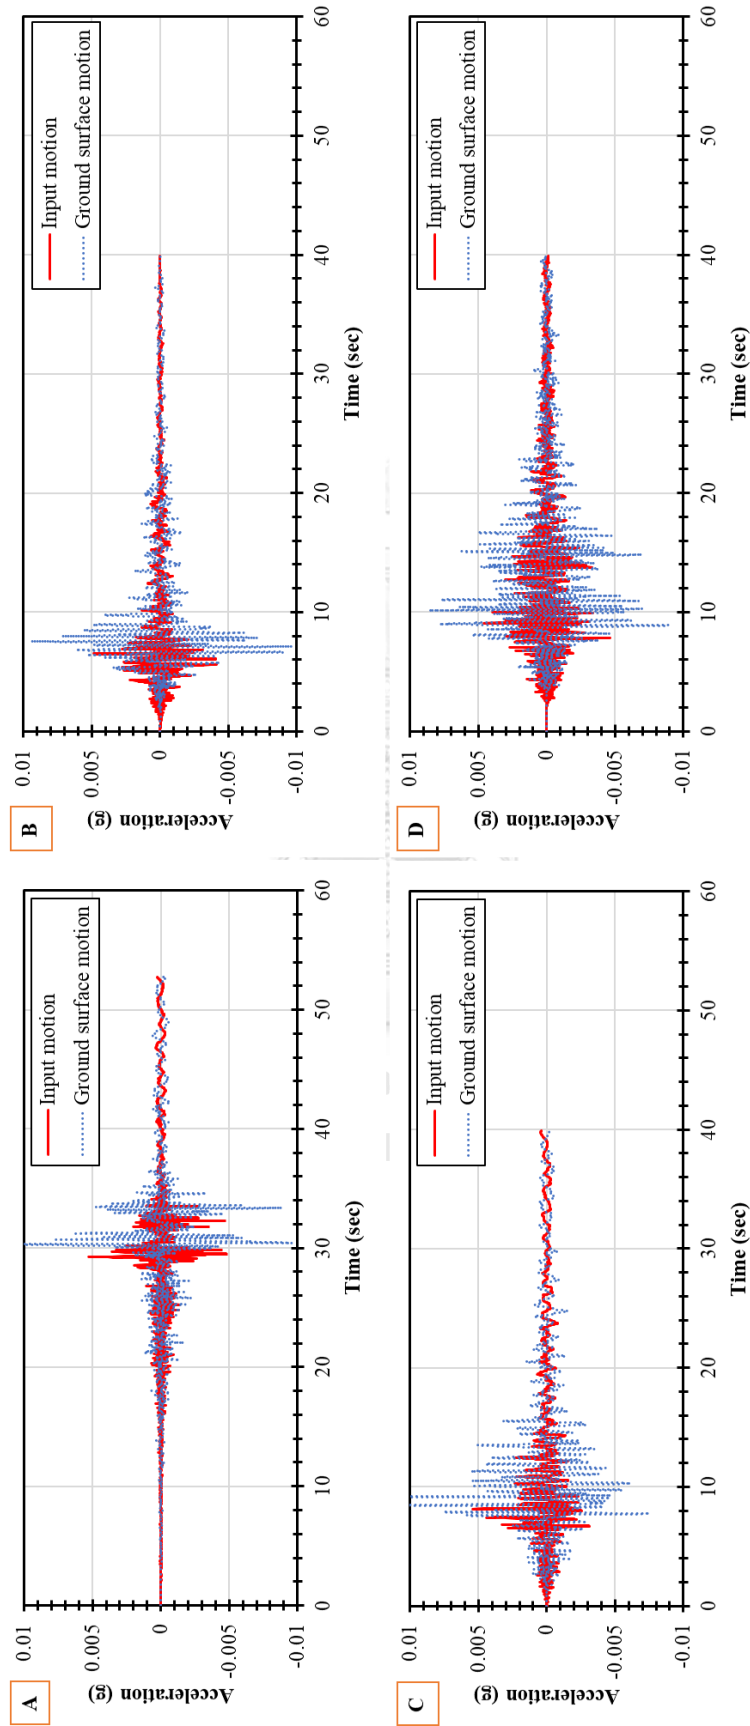 A
Acceleration (g)
0.01
0.005
0
-0.005
-0.01
0 10 20 30 40 50 60
Time (sec)
Input motion
Ground surface motion
B
Acceleration (g)
0.01
0.005
0
-0.005
-0.01
0 10 20 30 40 50 60
Time (sec)
Input motion
Ground surface motion
C
Acceleration (g)
0.01
0.005
0
-0.005
-0.01
0 10 20 30 40 50 60
Time (sec)
Input motion
Ground surface motion
D
Acceleration (g)
0.01
0.005
0
-0.005
-0.01
0 10 20 30 40 50 60
Time (sec)
Input motion
Ground surface motion